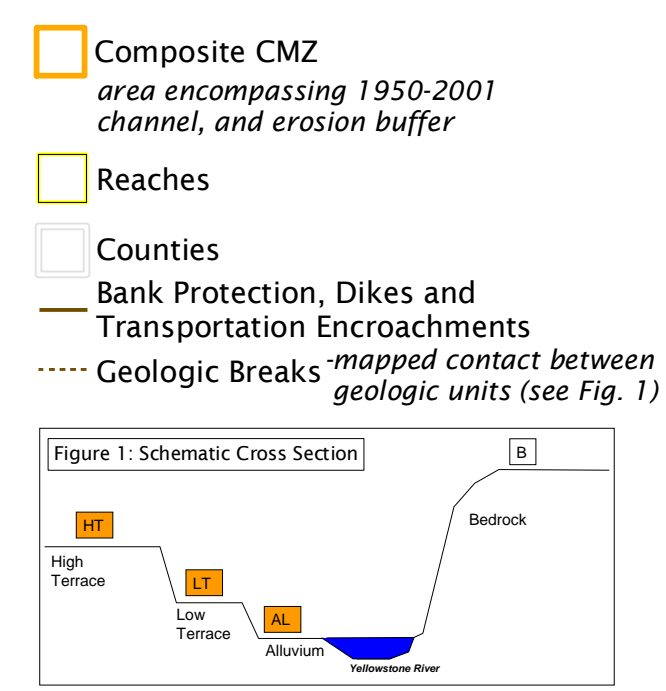 Composite CMZ
area encompassing 1950-2001
channel, and erosion buffer
Reaches
Counties
Bank Protection, Dikes and
Transportation Encroachments
Geologic Breaks -mapped contact between
geologic units (see Fig. 1)
Figure 1: Schematic Cross Section
B
HT
Bedrock
High
Terrace
LT
Low
Terrace
AL
Alluvium
Yellowstone River